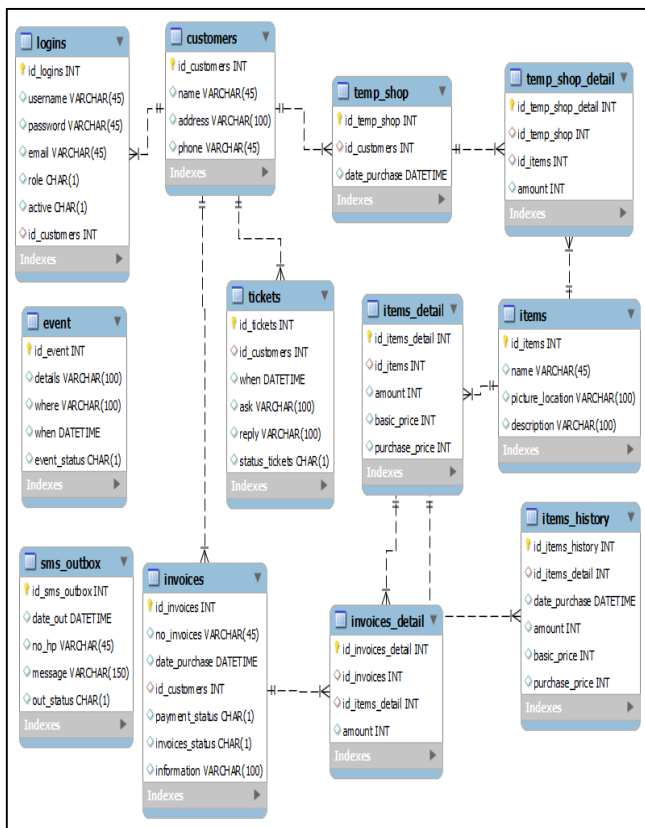 logins
id_logins INT
username VARCHAR(45)
password VARCHAR(45)
email VARCHAR(45)
role CHAR(1)
active CHAR(1)
id_customers INT
Indexes
customers
id_customers INT
name VARCHAR(45)
address VARCHAR(100)
phone VARCHAR(45)
Indexes
temp_shop
id_temp_shop INT
id_customers INT
date_purchase DATETIME
Indexes
temp_shop_detail
id_temp_shop_detail INT
id_temp_shop INT
id_items INT
amount INT
Indexes
event
id_event INT
details VARCHAR(100)
where VARCHAR(100)
when DATETIME
event_status CHAR(1)
Indexes
tickets
id_tickets INT
id_customers INT
when DATETIME
ask VARCHAR(100)
reply VARCHAR(100)
status_tickets CHAR(1)
Indexes
items_detail
id_items_detail INT
id_items INT
amount INT
basic_price INT
purchase_price INT
Indexes
items
id_items INT
name VARCHAR(45)
picture_location VARCHAR(100)
description VARCHAR(100)
Indexes
sms_outbox
id_sms_outbox INT
date_out DATETIME
no_hp VARCHAR(45)
message VARCHAR(150)
out_status CHAR(1)
Indexes
invoices
id_invoices INT
no_invoices VARCHAR(45)
date_purchase DATETIME
id_customers INT
payment_status CHAR(1)
invoices_status CHAR(1)
information VARCHAR(100)
Indexes
invoices_detail
id_invoices_detail INT
id_invoices INT
id_items_detail INT
amount INT
Indexes
items_history
id_items_history INT
id_items_detail INT
date_purchase DATETIME
amount INT
basic_price INT
purchase_price INT
Indexes